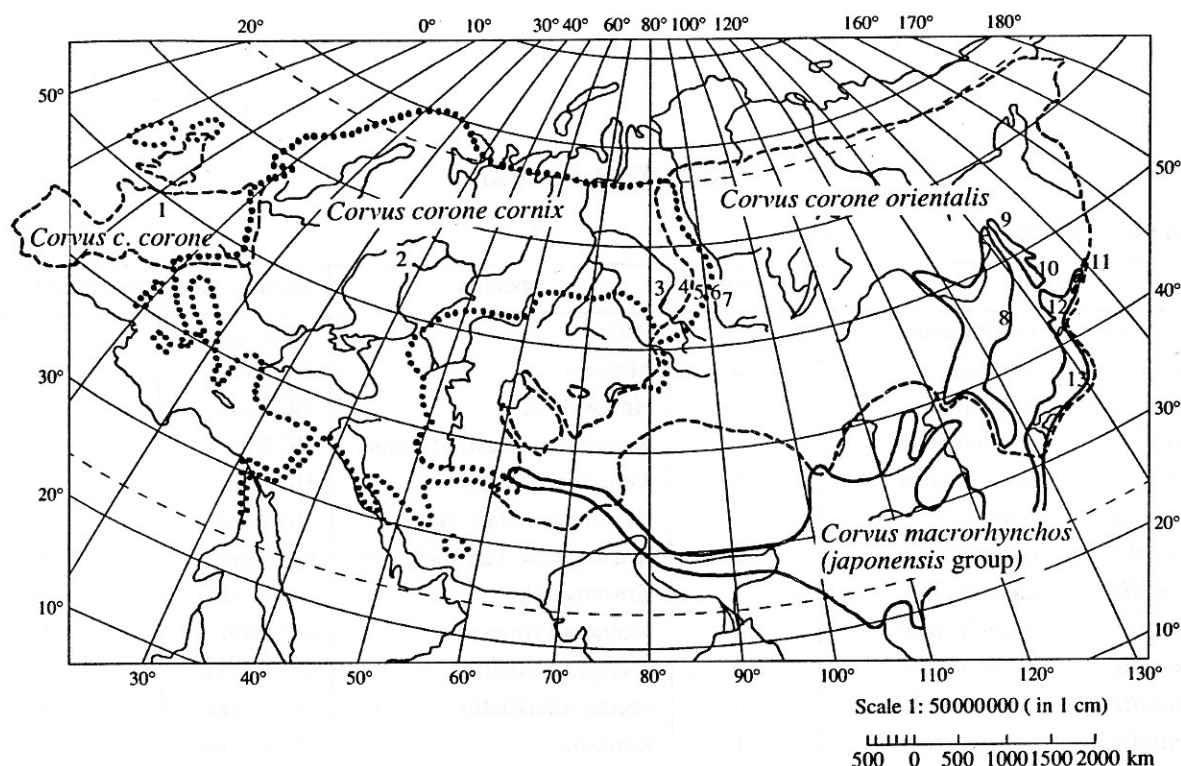 20° 0° 10° 30° 40° 60° 80° 100° 120° 160° 170° 180°
50°
50°
Corvus corone cornix
Corvus corone orientalis
1
Corvus c. corone
9
2
10
11
40°
40°
3 4 5 6 7
12
8
30°
13
30°
20°
20°
Corvus macrorhynchos
(japonensis group)
10°
10°
30° 40° 50° 60° 70° 80° 90° 100° 110° 120° 130°
Scale 1: 50000000 ( in 1 cm)
500 0 500 1000 1500 2000 km